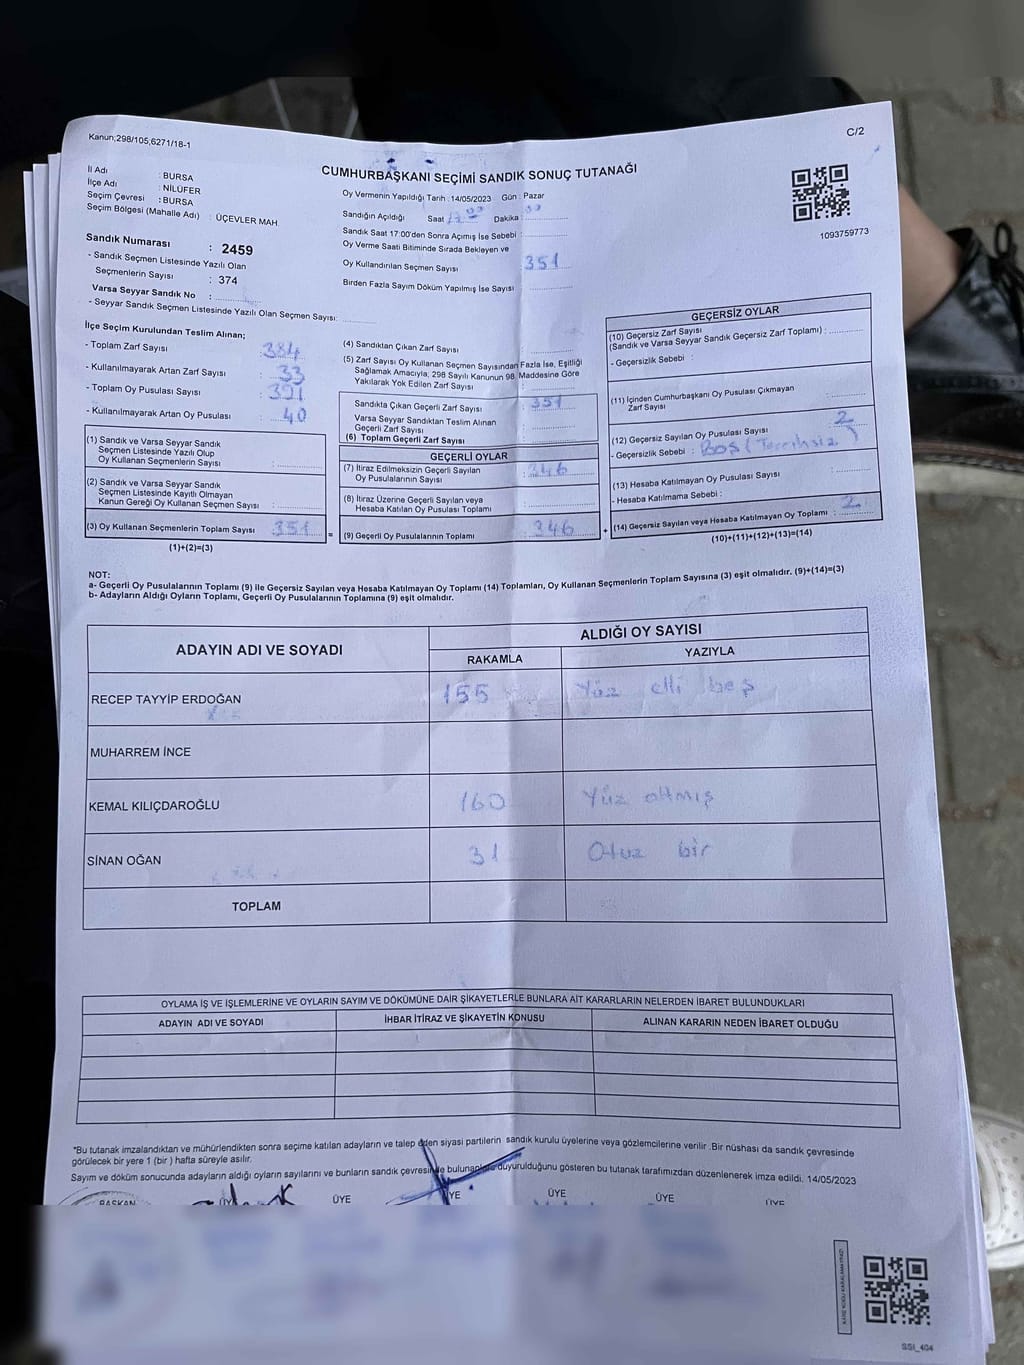 Kanun;298/105,6271/18-1
C/2
CUMHURBAŞKANI SEÇİMİ SANDIK SONUÇ TUTANAĞI
İl Adı : BURSA
İlçe Adı : NİLÜFER
Seçim Çevresi : BURSA
Seçim Bölgesi (Mahalle Adı) : ÜÇEVLER MAH.
Sandık Numarası : 2459
- Sandık Seçmen Listesinde Yazılı Olan
Seçmenlerin Sayısı : 374
Varsa Seyyar Sandık No :
- Seyyar Sandık Seçmen Listesinde Yazılı Olan Seçmen Sayısı:
Oy Vermenin Yapıldığı Tarih : 14/05/2023 Gün : Pazar
Sandığın Açıldığı Saat Dakika
Sandık Saat 17:00'den Sonra Açımış İse Sebebi :
Oy Verme Saati Bitiminde Sırada Bekleyen ve
Oy Kullandırılan Seçmen Sayısı 351
Birden Fazla Sayım Döküm Yapılmış İse Sayısı
1093759773
İlçe Seçim Kurulundan Teslim Alınan;
- Toplam Zarf Sayısı : 384
- Kullanılmayarak Artan Zarf Sayısı : 33
- Toplam Oy Pusulası Sayısı : 391
- Kullanılmayarak Artan Oy Pusulası : 40
(1) Sandık ve Varsa Seyyar Sandık
Seçmen Listesinde Yazılı Olup
Oy Kullanan Seçmenlerin Sayısı :
(2) Sandık ve Varsa Seyyar Sandık
Seçmen Listesinde Kayıtlı Olmayan
Kanun Gereği Oy Kullanan Seçmen Sayısı :
(3) Oy Kullanan Seçmenlerin Toplam Sayısı : 351
(1)+(2)=(3)
=
(4) Sandıktan Çıkan Zarf Sayısı
(5) Zarf Sayısı Oy Kullanan Seçmen Sayısından Fazla İse, Eşitliği
Sağlamak Amacıyla; 298 Sayılı Kanunun 98. Maddesine Göre
Yakılarak Yok Edilen Zarf Sayısı
Sandıkta Çıkan Geçerli Zarf Sayısı : 351
Varsa Seyyar Sandıktan Teslim Alınan
Geçerli Zarf Sayısı
(6) Toplam Geçerli Zarf Sayısı
GEÇERLİ OYLAR
(7) İtiraz Edilmeksizin Geçerli Sayılan
Oy Pusulalarının Sayısı : 346
(8) İtiraz Üzerine Geçerli Sayılan veya
Hesaba Katılan Oy Pusulası Toplamı
(9) Geçerli Oy Pusulalarının Toplamı : 346
+
GEÇERSİZ OYLAR
(10) Geçersiz Zarf Sayısı
(Sandık ve Varsa Seyyar Sandık Geçersiz Zarf Toplamı) :
- Geçersizlik Sebebi :
(11) İçinden Cumhurbaşkanı Oy Pusulası Çıkmayan
Zarf Sayısı
(12) Geçersiz Sayılan Oy Pusulası Sayısı : 2
- Geçersizlik Sebebi : Boş (Tercihsiz)
(13) Hesaba Katılmayan Oy Pusulası Sayısı
- Hesaba Katılmama Sebebi :
(14) Geçersiz Sayılan veya Hesaba Katılmayan Oy Toplamı : 2
(10)+(11)+(12)+(13)=(14)
NOT:
a- Geçerli Oy Pusulalarının Toplamı (9) ile Geçersiz Sayılan veya Hesaba Katılmayan Oy Toplamı (14) Toplamları, Oy Kullanan Seçmenlerin Toplam Sayısına (3) eşit olmalıdır. (9)+(14)=(3)
b- Adayların Aldığı Oyların Toplamı, Geçerli Oy Pusulalarının Toplamına (9) eşit olmalıdır.
ADAYIN ADI VE SOYADI
ALDIĞI OY SAYISI
RAKAMLA YAZIYLA
RECEP TAYYİP ERDOĞAN 155 Yüz elli beş
MUHARREM İNCE
KEMAL KILIÇDAROĞLU 160 Yüz altmış
SİNAN OĞAN 31 Otuz bir
TOPLAM
OYLAMA İŞ VE İŞLEMLERİNE VE OYLARIN SAYIM VE DÖKÜMÜNE DAİR ŞİKAYETLERLE BUNLARA AİT KARARLARIN NELERDEN İBARET BULUNDUKLARI
ADAYIN ADI VE SOYADI İHBAR İTİRAZ VE ŞİKAYETİN KONUSU ALINAN KARARIN NEDEN İBARET OLDUĞU
*Bu tutanak imzalandıktan ve mühürlendikten sonra seçime katılan adayların ve talep eden siyasi partilerin sandık kurulu üyelerine veya gözlemcilerine verilir. Bir nüshası da sandık çevresinde
görülecek bir yere 1 (bir) hafta süreyle asılır.
Sayım ve döküm sonucunda adayların aldığı oyların sayılarını ve bunların sandık çevresinde bulunanlara duyurulduğunu gösteren bu tutanak tarafımızdan düzenlenerek imza edildi. 14/05/2023
BAŞKAN ÜYE ÜYE ÜYE ÜYE ÜYE
SSI_404